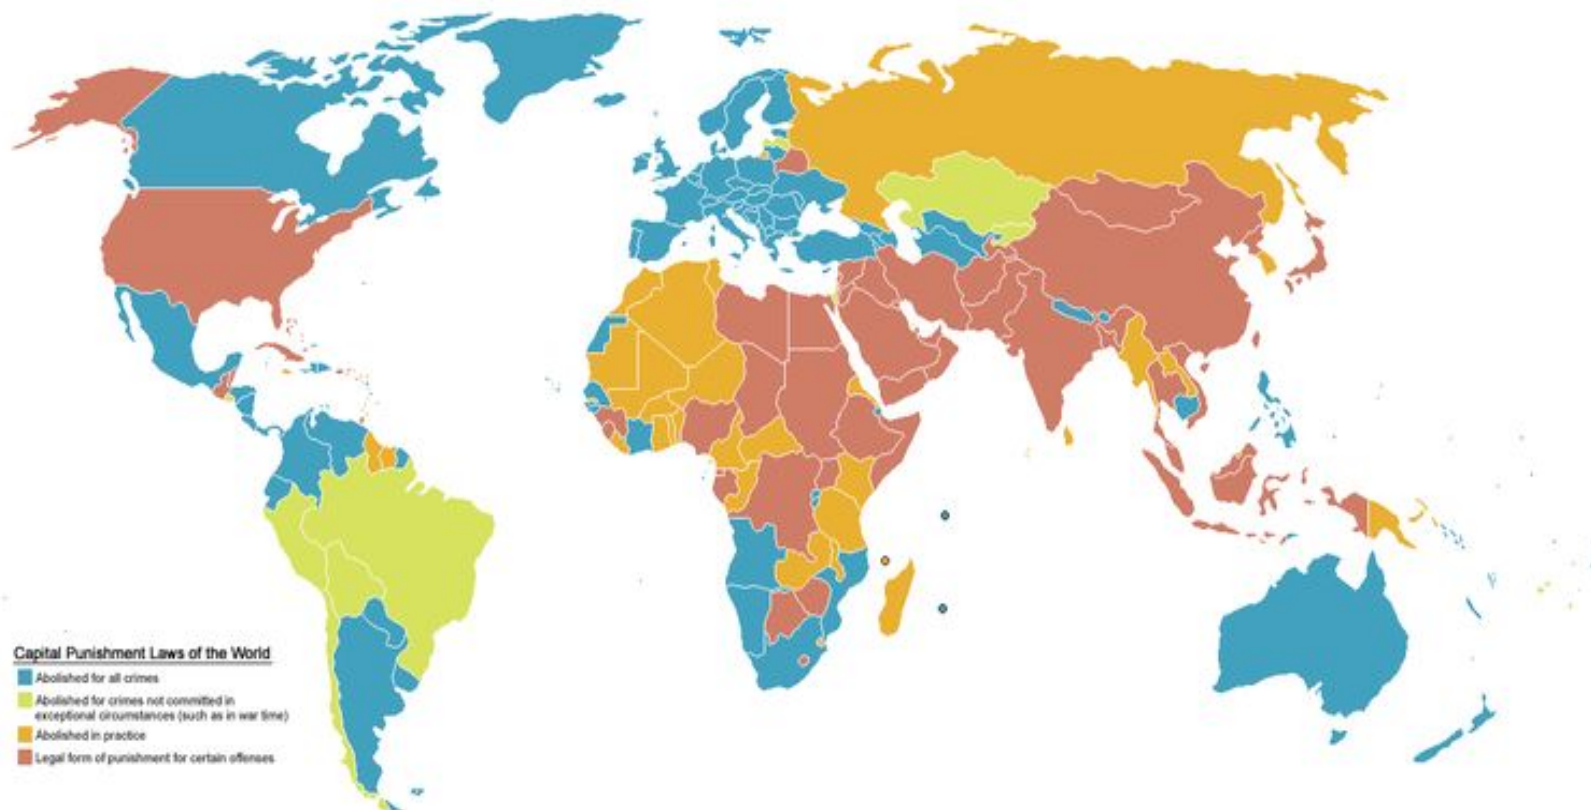 Capital Punishment Laws of the World
Abolished for all crimes
Abolished for crimes not committed in
exceptional circumstances (such as in war time)
Abolished in practice
Legal form of punishment for certain offenses